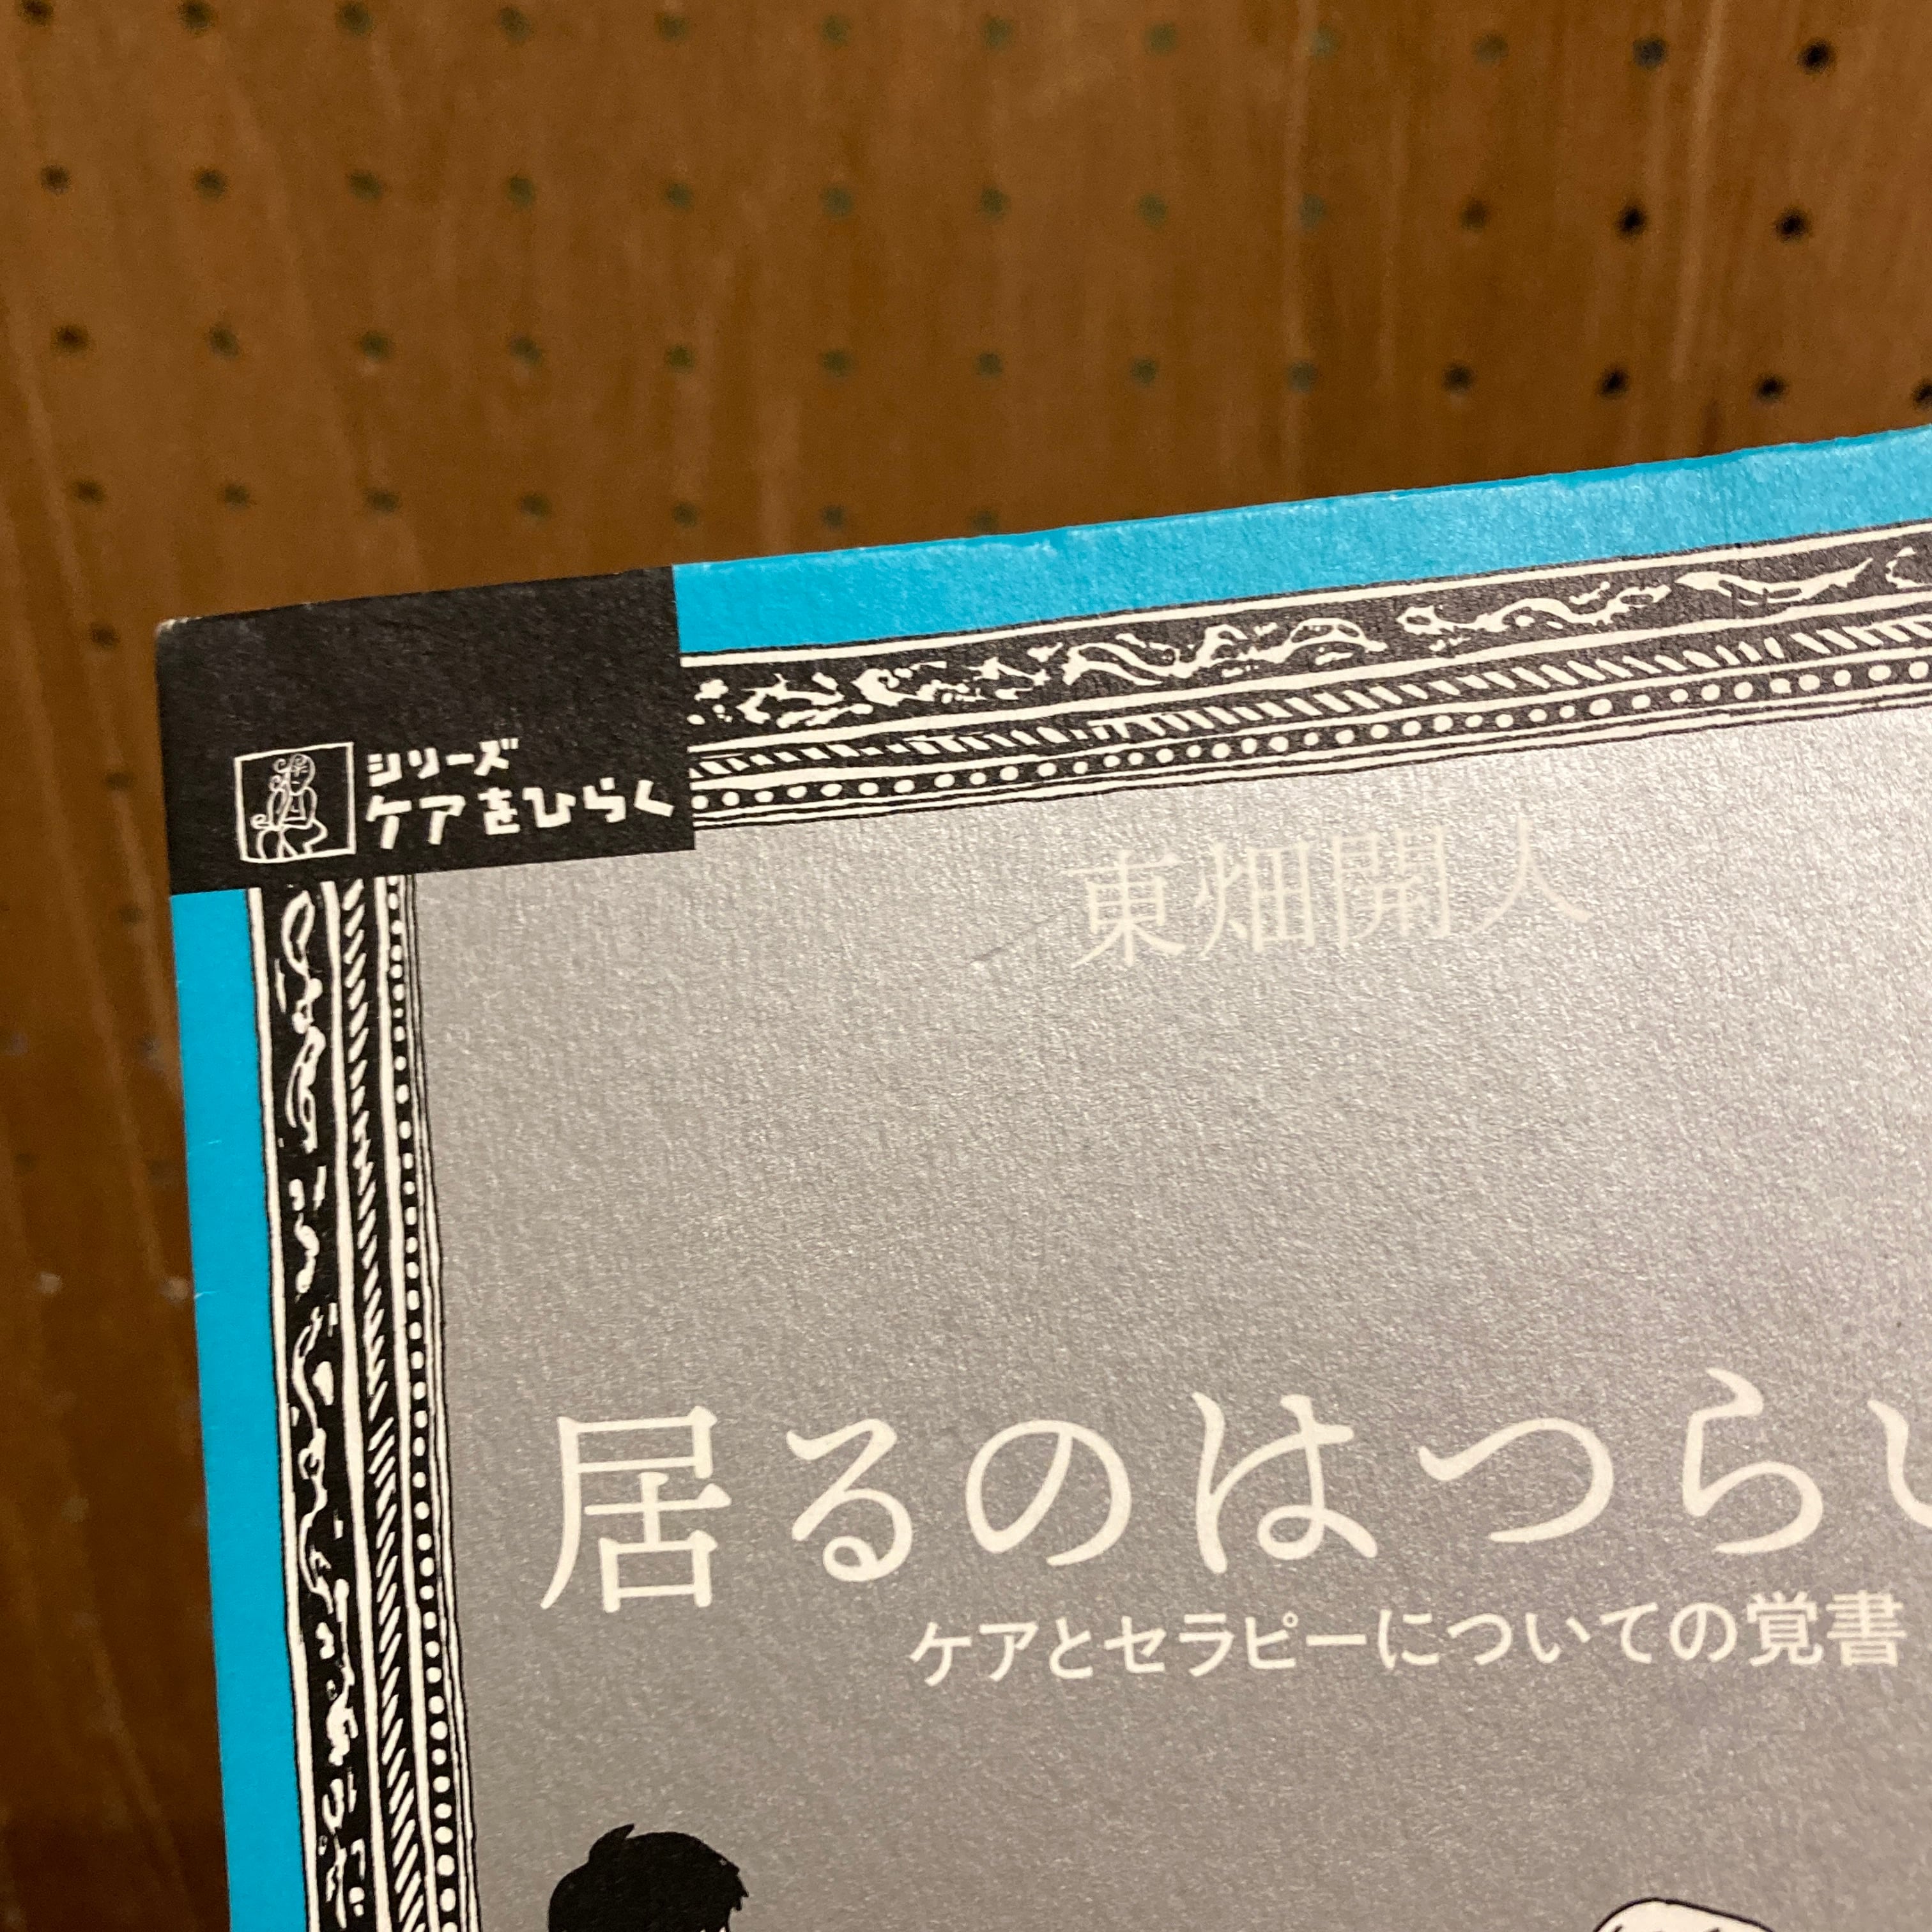 シリーズ
ケアをひらく
東畑開人
居るのはつらい
ケアとセラピーについての覚書